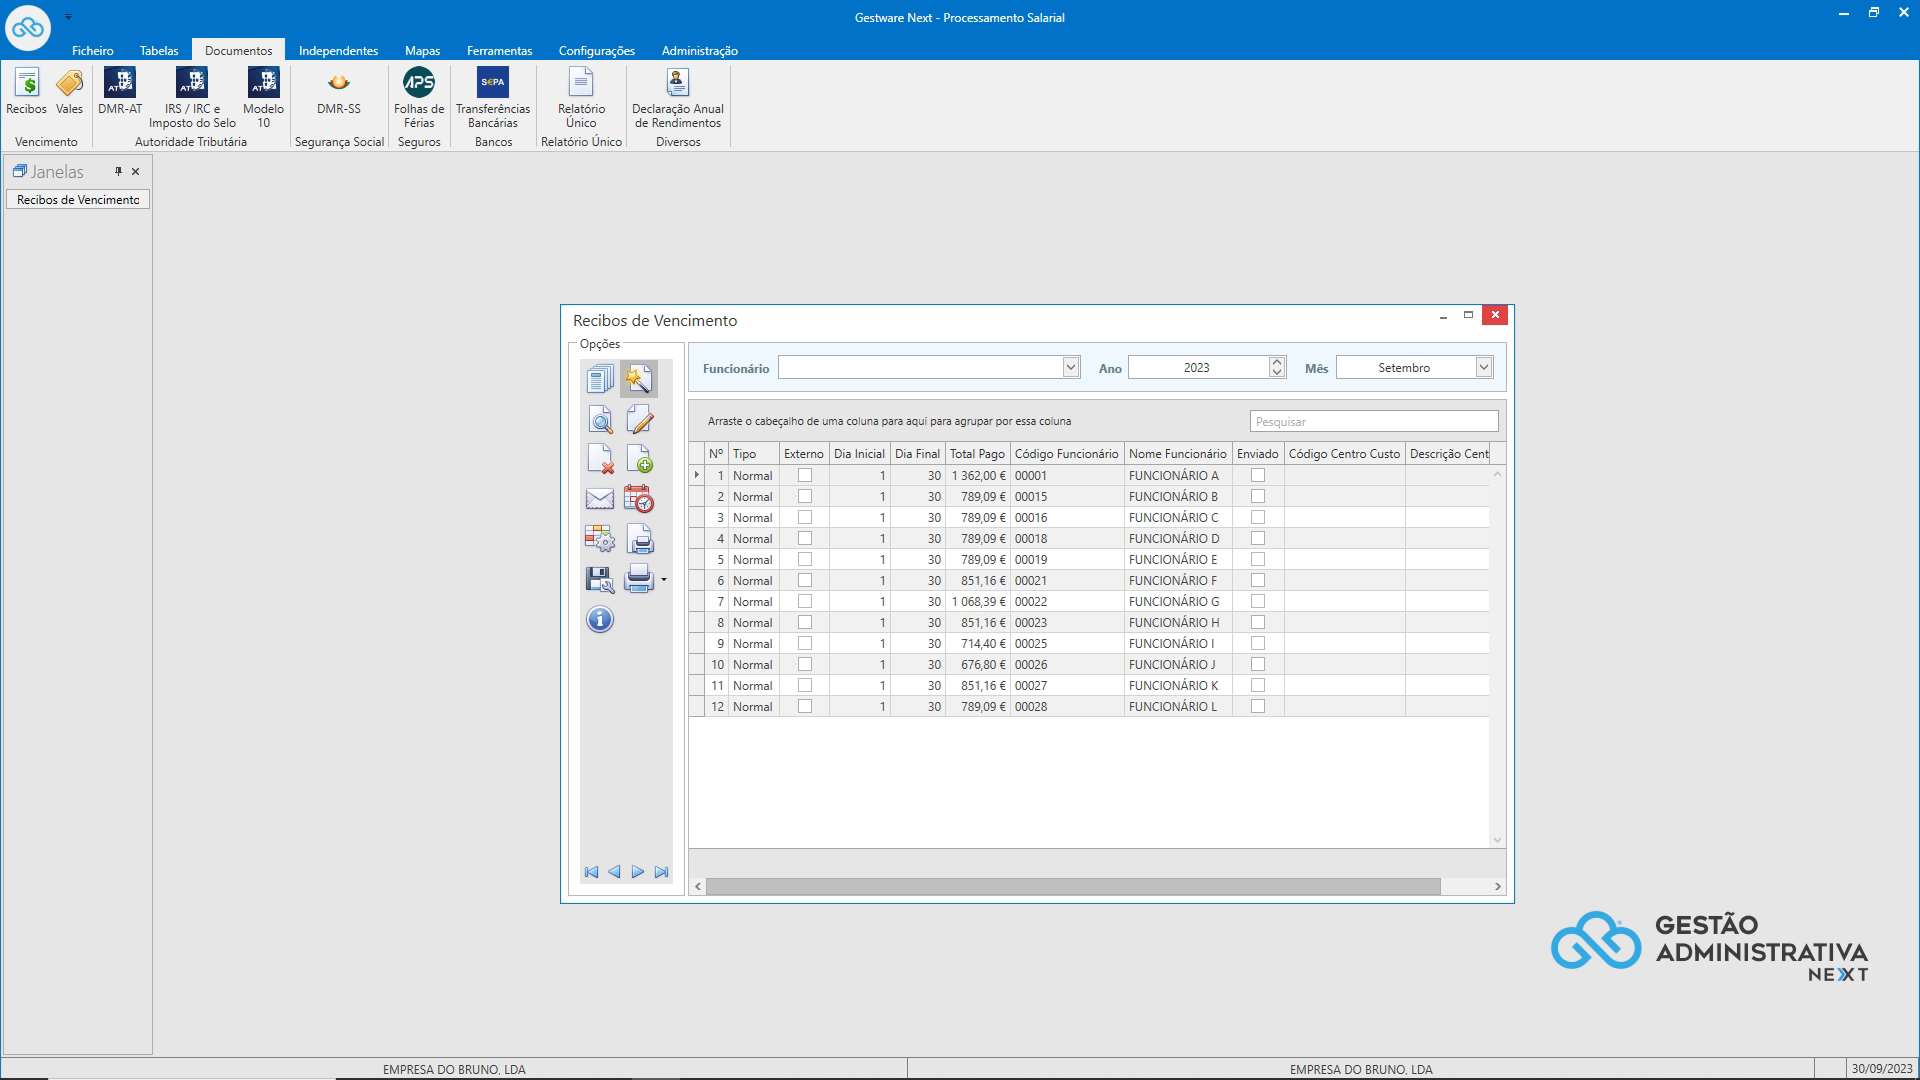 Gestware Next - Processamento Salarial
Ficheiro Tabelas Documentos Independentes Mapas Ferramentas Configurações Administração
Recibos Vales DMR-AT IRS / IRC e Imposto do Selo Modelo 10 DMR-SS Folhas de Férias Transferências Bancárias Relatório Único Declaração Anual de Rendimentos
AT AT AT APS S€PA
Vencimento Autoridade Tributária Segurança Social Seguros Bancos Relatório Único Diversos
Janelas
Recibos de Vencimento
Recibos de Vencimento
Opções
Funcionário Ano 2023 Mês Setembro
Arraste o cabeçalho de uma coluna para aqui para agrupar por essa coluna Pesquisar
Nº Tipo Externo Dia Inicial Dia Final Total Pago Código Funcionário Nome Funcionário Enviado Código Centro Custo Descrição Cent
1 Normal 1 30 1 362,00 € 00001 FUNCIONÁRIO A
2 Normal 1 30 789,09 € 00015 FUNCIONÁRIO B
3 Normal 1 30 789,09 € 00016 FUNCIONÁRIO C
4 Normal 1 30 789,09 € 00018 FUNCIONÁRIO D
5 Normal 1 30 789,09 € 00019 FUNCIONÁRIO E
6 Normal 1 30 851,16 € 00021 FUNCIONÁRIO F
7 Normal 1 30 1 068,39 € 00022 FUNCIONÁRIO G
8 Normal 1 30 851,16 € 00023 FUNCIONÁRIO H
9 Normal 1 30 714,40 € 00025 FUNCIONÁRIO I
10 Normal 1 30 676,80 € 00026 FUNCIONÁRIO J
11 Normal 1 30 851,16 € 00027 FUNCIONÁRIO K
12 Normal 1 30 789,09 € 00028 FUNCIONÁRIO L
GESTÃO
ADMINISTRATIVA
NEXT
EMPRESA DO BRUNO, LDA EMPRESA DO BRUNO, LDA 30/09/2023